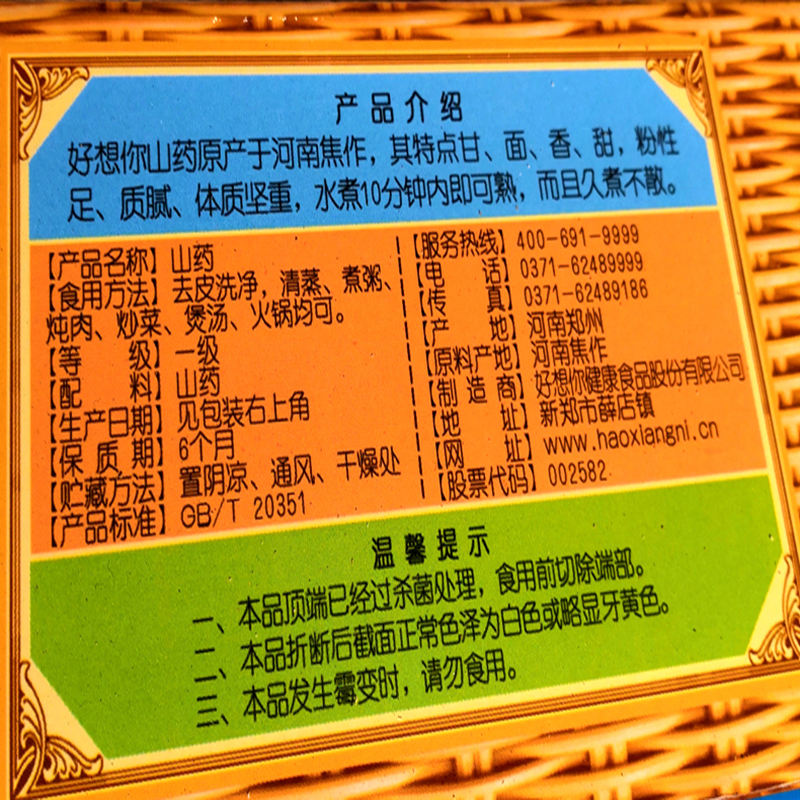 产品介绍
好想你山药原产于河南焦作，其特点甘、面、香、甜，粉性
足、质腻、体质坚重，水煮10分钟内即可熟，而且久煮不散。
【产品名称】山药
【食用方法】去皮洗净，清蒸、煮粥、
炖肉、炒菜、煲汤、火锅均可。
【等级】一级
【配料】山药
【生产日期】见包装右上角
【保质期】6个月
【贮藏方法】置阴凉、通风、干燥处
【产品标准】GB/T 20351
【服务热线】400-691-9999
【电话】0371-62489999
【传真】0371-62489186
【产地】河南郑州
【原料产地】河南焦作
【制造商】好想你健康食品股份有限公司
【地址】新郑市薛店镇
【网址】www.haoxiangni.cn
【股票代码】002582
温馨提示
一、本品顶端已经过杀菌处理，食用前切除端部。
二、本品折断后截面正常色泽为白色或略显牙黄色。
三、本品发生霉变时，请勿食用。